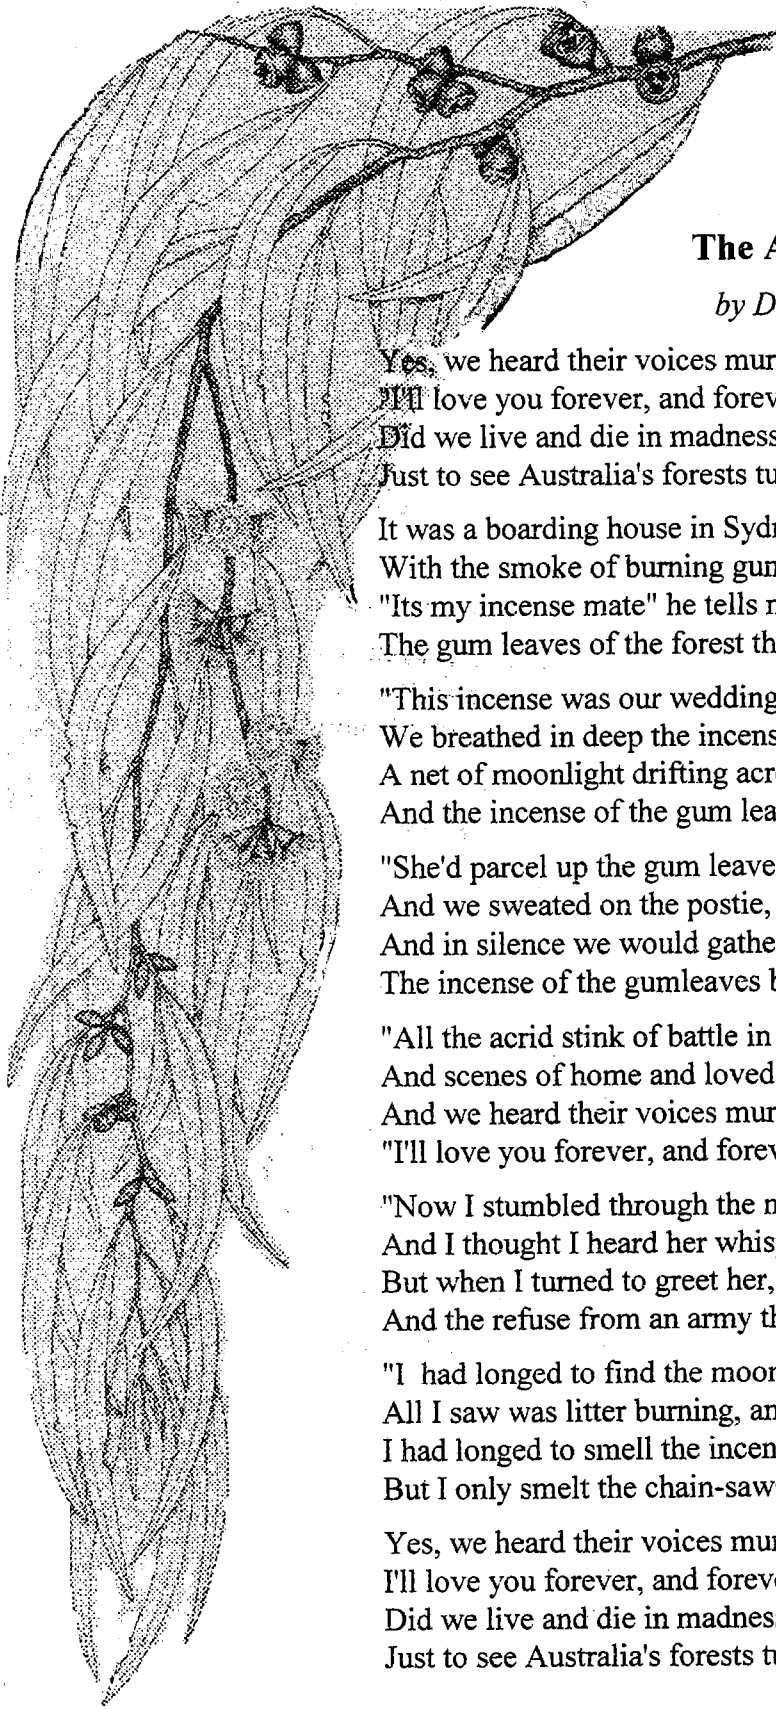 The A
by D
Yes, we heard their voices mur
"I'll love you forever, and forev
Did we live and die in madness
Just to see Australia's forests tu
It was a boarding house in Sydn
With the smoke of burning gun
"Its my incense mate" he tells n
The gum leaves of the forest th
"This incense was our wedding
We breathed in deep the incens
A net of moonlight drifting acr
And the incense of the gum lea
"She'd parcel up the gum leave
And we sweated on the postie,
And in silence we would gathe
The incense of the gumleaves b
"All the acrid stink of battle in
And scenes of home and loved
And we heard their voices mur
"I'll love you forever, and forev
"Now I stumbled through the n
And I thought I heard her whis
But when I turned to greet her,
And the refuse from an army th
"I had longed to find the moon
All I saw was litter burning, an
I had longed to smell the incen
But I only smelt the chain-saw
Yes, we heard their voices mur
I'll love you forever, and foreve
Did we live and die in madnes
Just to see Australia's forests tu